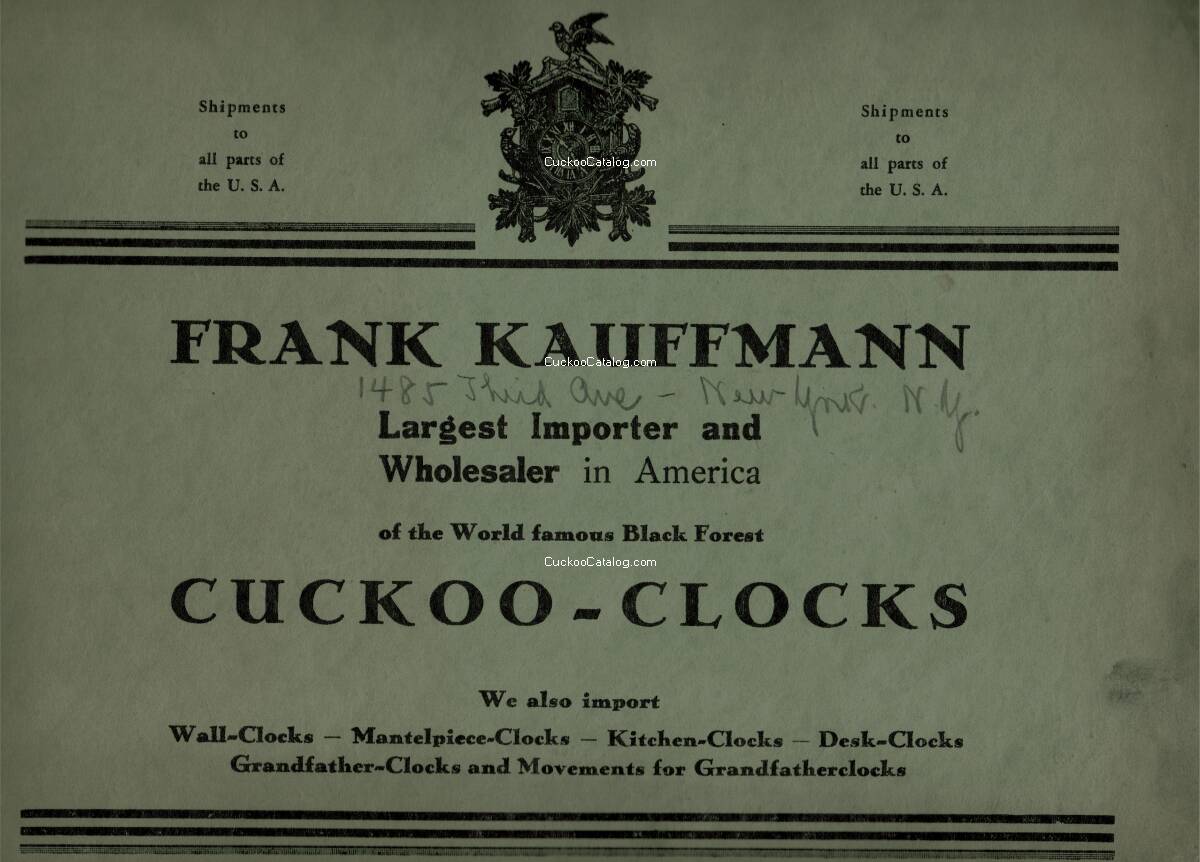 Shipments
to
all parts of
the U. S. A.
Shipments
to
all parts of
the U. S. A.
CuckooCatalog.com
FRANK KAUFFMANN
CuckooCatalog.com
1485 Third Ave - New York. N.Y.
Largest Importer and
Wholesaler in America
of the World famous Black Forest
CuckooCatalog.com
CUCKOO-CLOCKS
We also import
Wall-Clocks — Mantelpiece-Clocks — Kitchen-Clocks — Desk-Clocks
Grandfather-Clocks and Movements for Grandfatherclocks